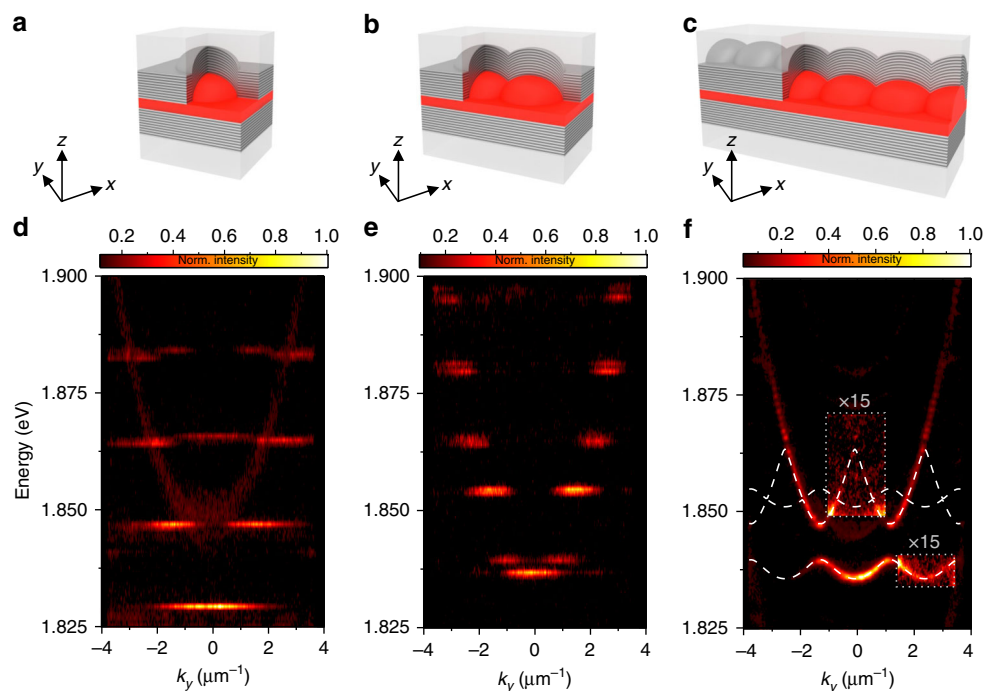 a
b
c
z
y
x
z
y
x
z
y
x
d
e
f
0.2 0.4 0.6 0.8 1.0
Norm. intensity
0.2 0.4 0.6 0.8 1.0
Norm. intensity
0.2 0.4 0.6 0.8 1.0
Norm. intensity
1.900
1.875
1.850
1.825
Energy (eV)
−4 −2 0 2 4
k_y (μm⁻¹)
1.900
1.875
1.850
1.825
−4 −2 0 2 4
k_y (μm⁻¹)
1.900
1.875
1.850
1.825
×15
×15
−4 −2 0 2 4
k_y (μm⁻¹)